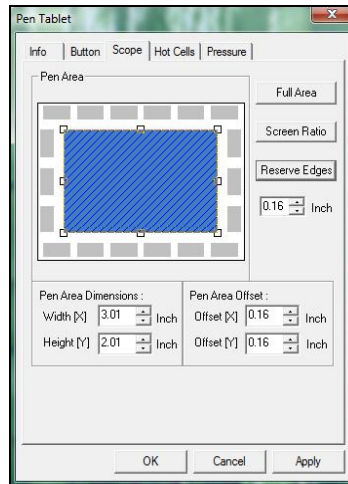 Pen Tablet
Info Button Scope Hot Cells Pressure
Pen Area
Full Area
Screen Ratio
Reserve Edges
0.16 Inch
Pen Area Dimensions :
Width [X] 3.01 Inch
Height [Y] 2.01 Inch
Pen Area Offset :
Offset [X] 0.16 Inch
Offset [Y] 0.16 Inch
OK Cancel Apply